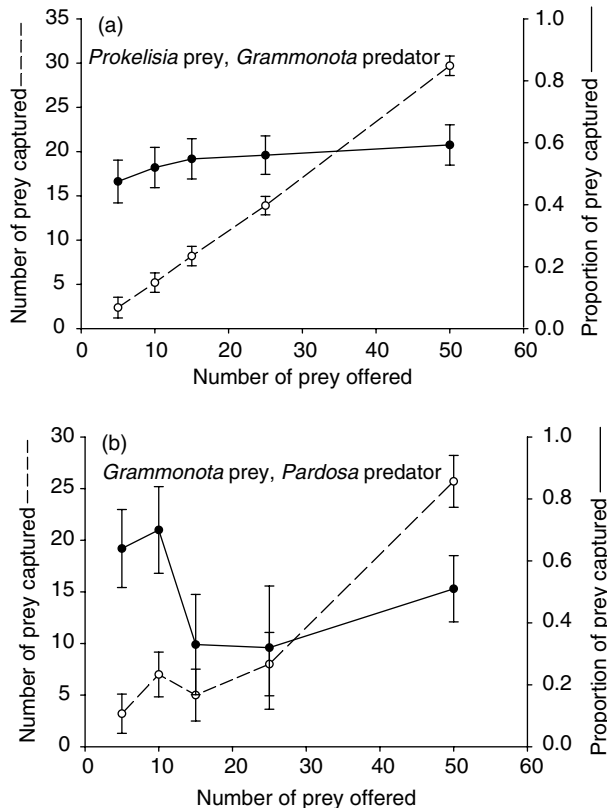 (a)
Prokelisia prey, Grammonota predator
Number of prey captured
35
30
25
20
15
10
5
0
1.0
0.8
0.6
0.4
0.2
0.0
Proportion of prey captured
0 10 20 30 40 50 60
Number of prey offered
(b)
Grammonota prey, Pardosa predator
Number of prey captured
30
25
20
15
10
5
0
1.0
0.8
0.6
0.4
0.2
0.0
Proportion of prey captured
0 10 20 30 40 50 60
Number of prey offered